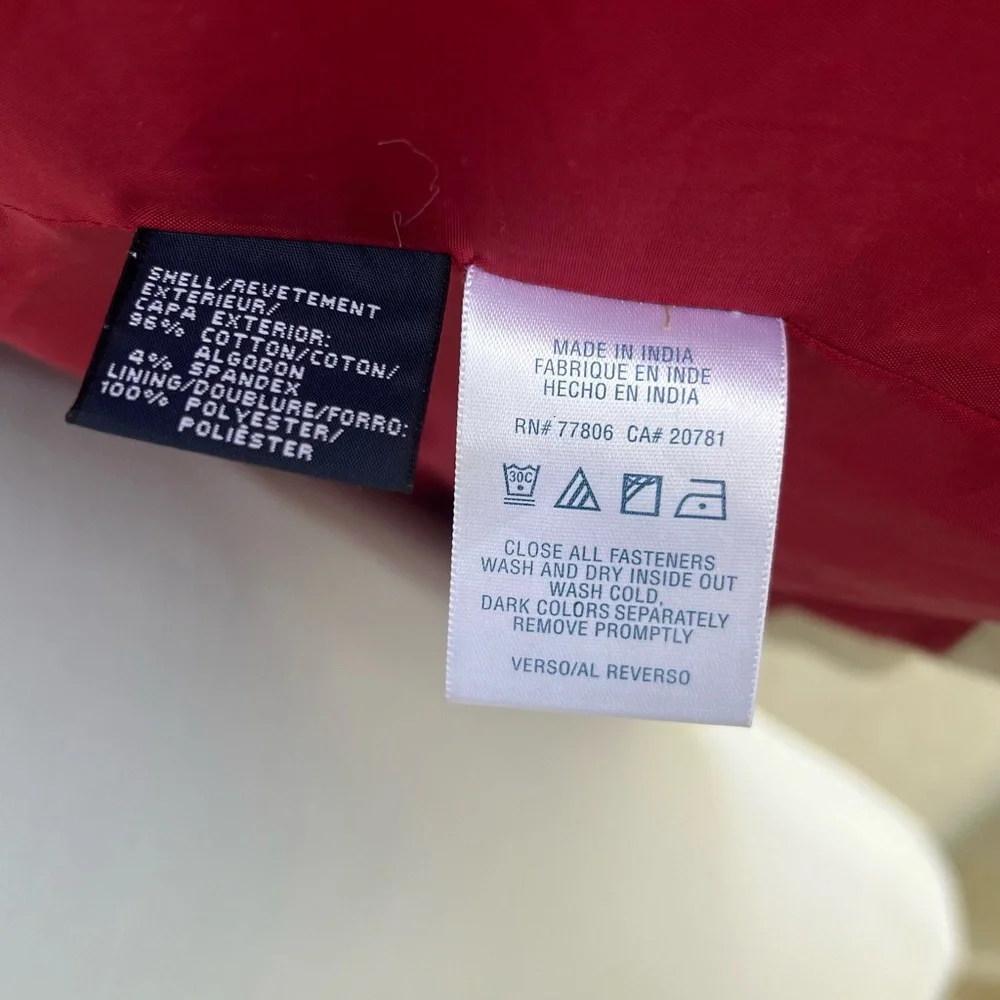 SHELL/REVETEMENT
EXTERIEUR/
CAPA EXTERIOR:
96% COTTON/COTON/
ALGODON
4% SPANDEX
LINING/DOUBLURE/FORRO:
100% POLYESTER/
POLIÉSTER
MADE IN INDIA
FABRIQUE EN INDE
HECHO EN INDIA
RN# 77806 CA# 20781
30C
CLOSE ALL FASTENERS
WASH AND DRY INSIDE OUT
WASH COLD,
DARK COLORS SEPARATELY
REMOVE PROMPTLY
VERSO/AL REVERSO